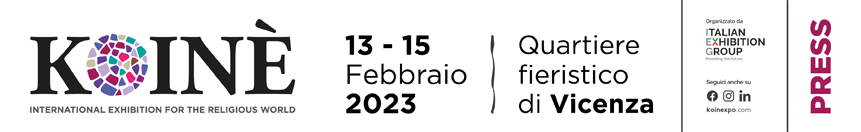 KOINÈ
INTERNATIONAL EXHIBITION FOR THE RELIGIOUS WORLD
13 - 15
Febbraio
2023
Quartiere
fieristico
di Vicenza
Organizzato da
ITALIAN
EXHIBITION
GROUP
Providing the future
Seguici anche su
koinexpo.com
PRESS